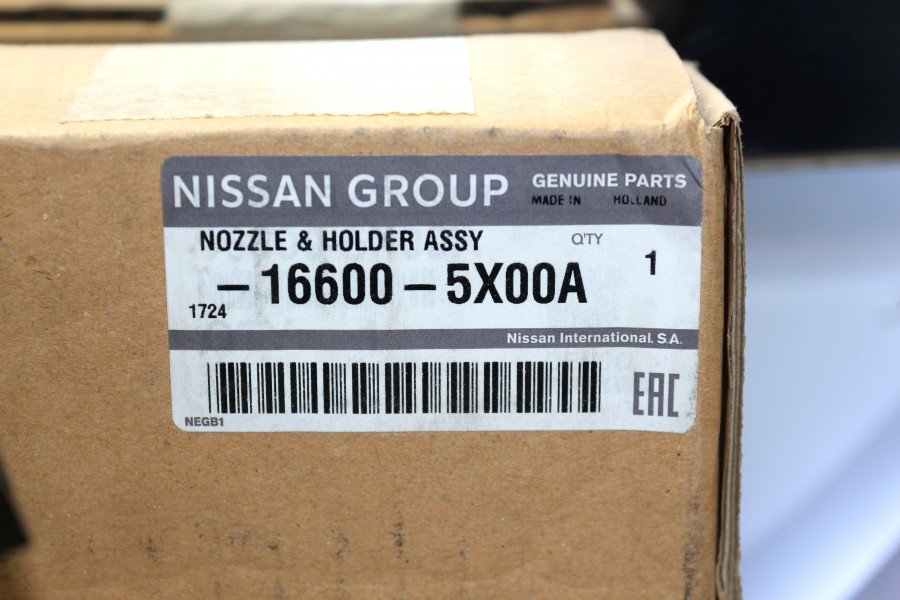 NISSAN GROUP
GENUINE PARTS
MADE IN HOLLAND
NOZZLE & HOLDER ASSY Q'TY
-16600-5X00A 1
1724
Nissan International. S.A.
NEGB1
EAC